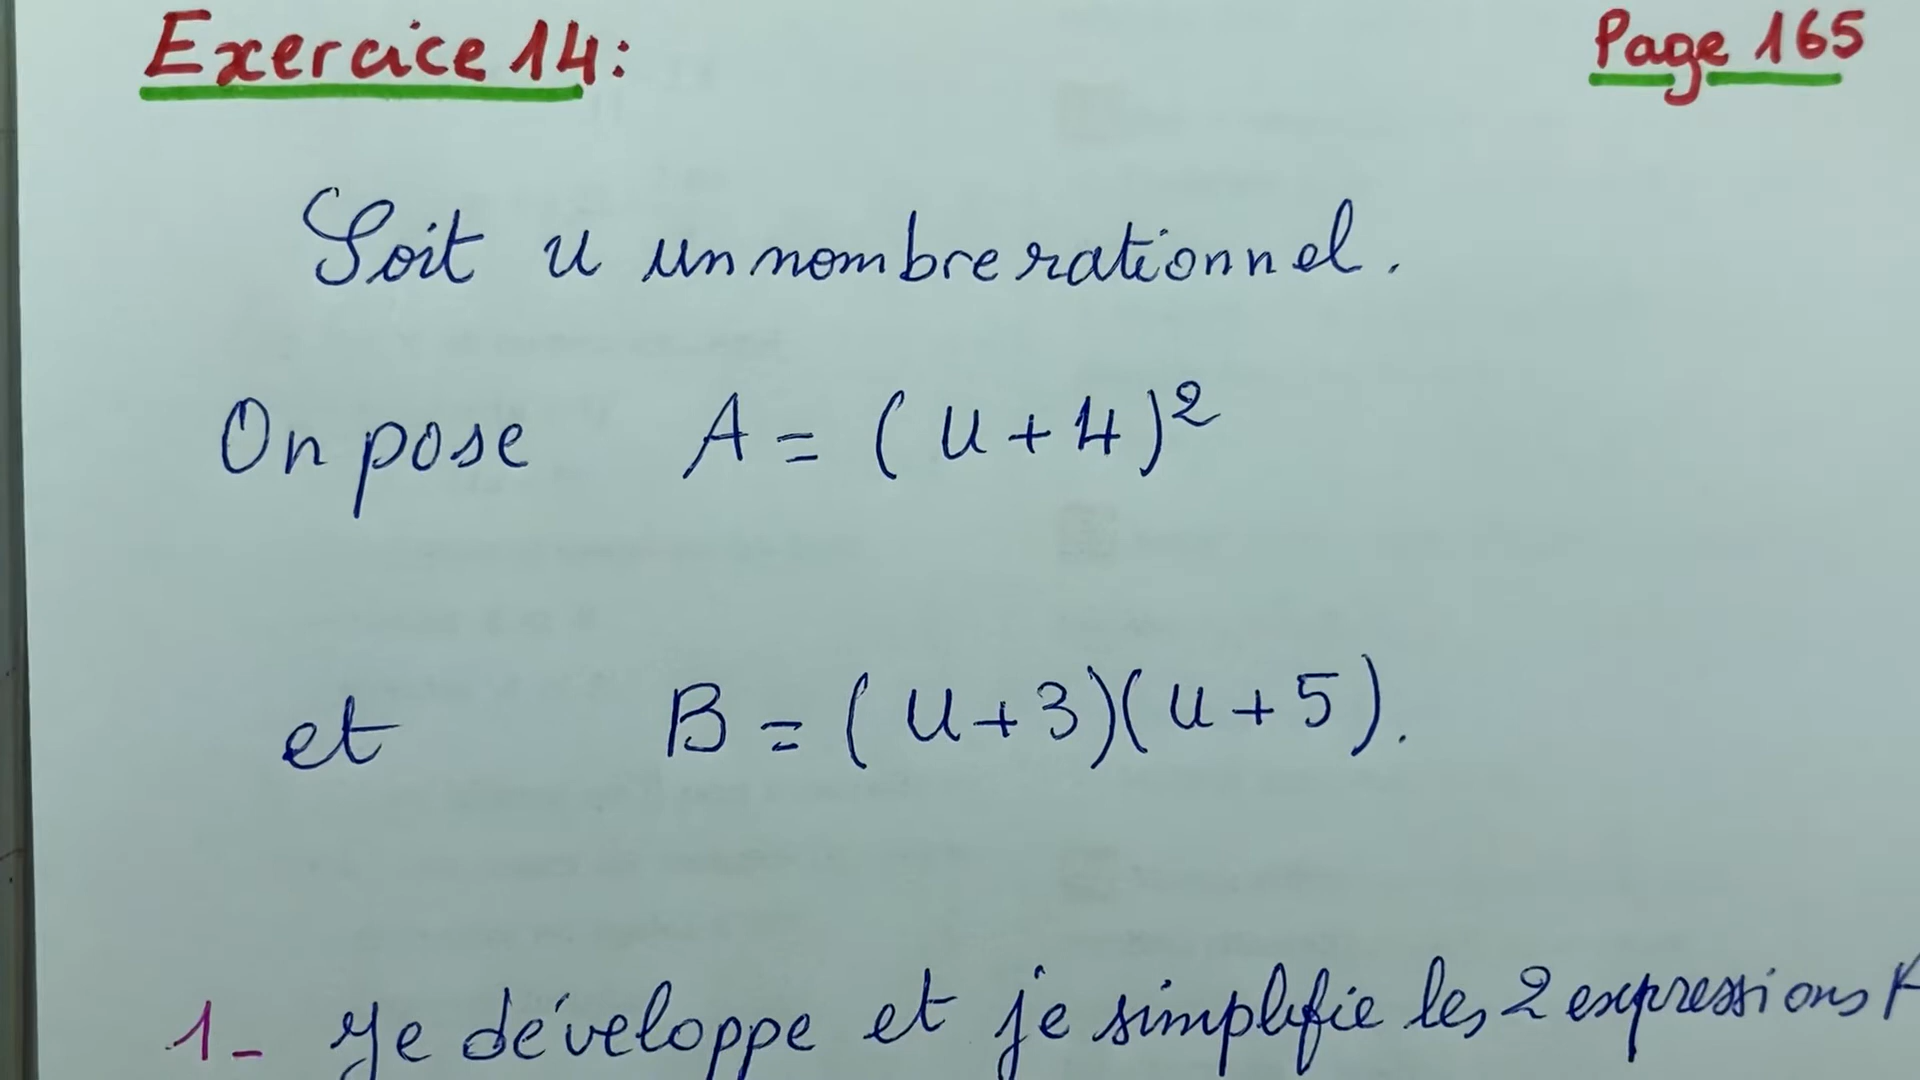 Exercice 14:
Page 165
Soit u un nombre rationnel.
On pose A = (u + 4)²
et B = (u + 3)(u + 5).
1- Je développe et je simplifie les 2 expressions